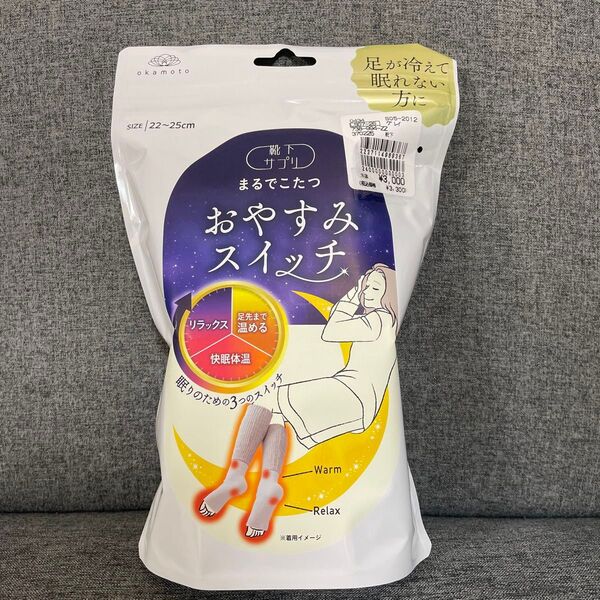 okamoto
足が冷えて
眠れない
方に
SIZE / 22~25cm
靴下
サプリ
まるでこたつ
おやすみ
スイッチ
リラックス
足先まで
温める
快眠体温
眠りのための3つのスイッチ
Warm
Relax
※着用イメージ
S05-2012
370225
¥3,000
¥3,300